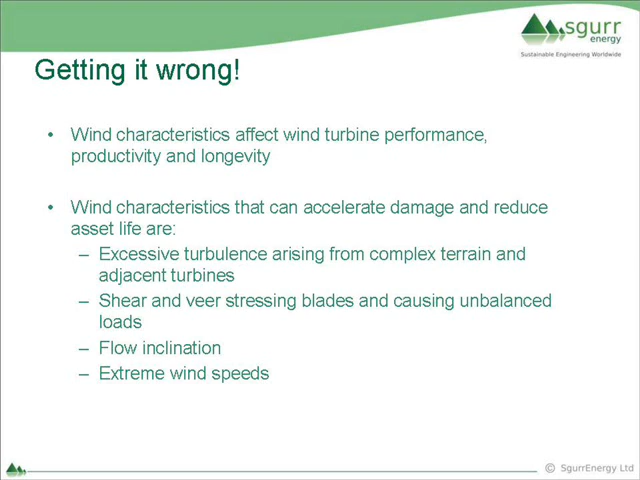 sgurr
energy
Sustainable Engineering Worldwide
Getting it wrong!
• Wind characteristics affect wind turbine performance,
productivity and longevity
• Wind characteristics that can accelerate damage and reduce
asset life are:
– Excessive turbulence arising from complex terrain and
adjacent turbines
– Shear and veer stressing blades and causing unbalanced
loads
– Flow inclination
– Extreme wind speeds
© SgurrEnergy Ltd